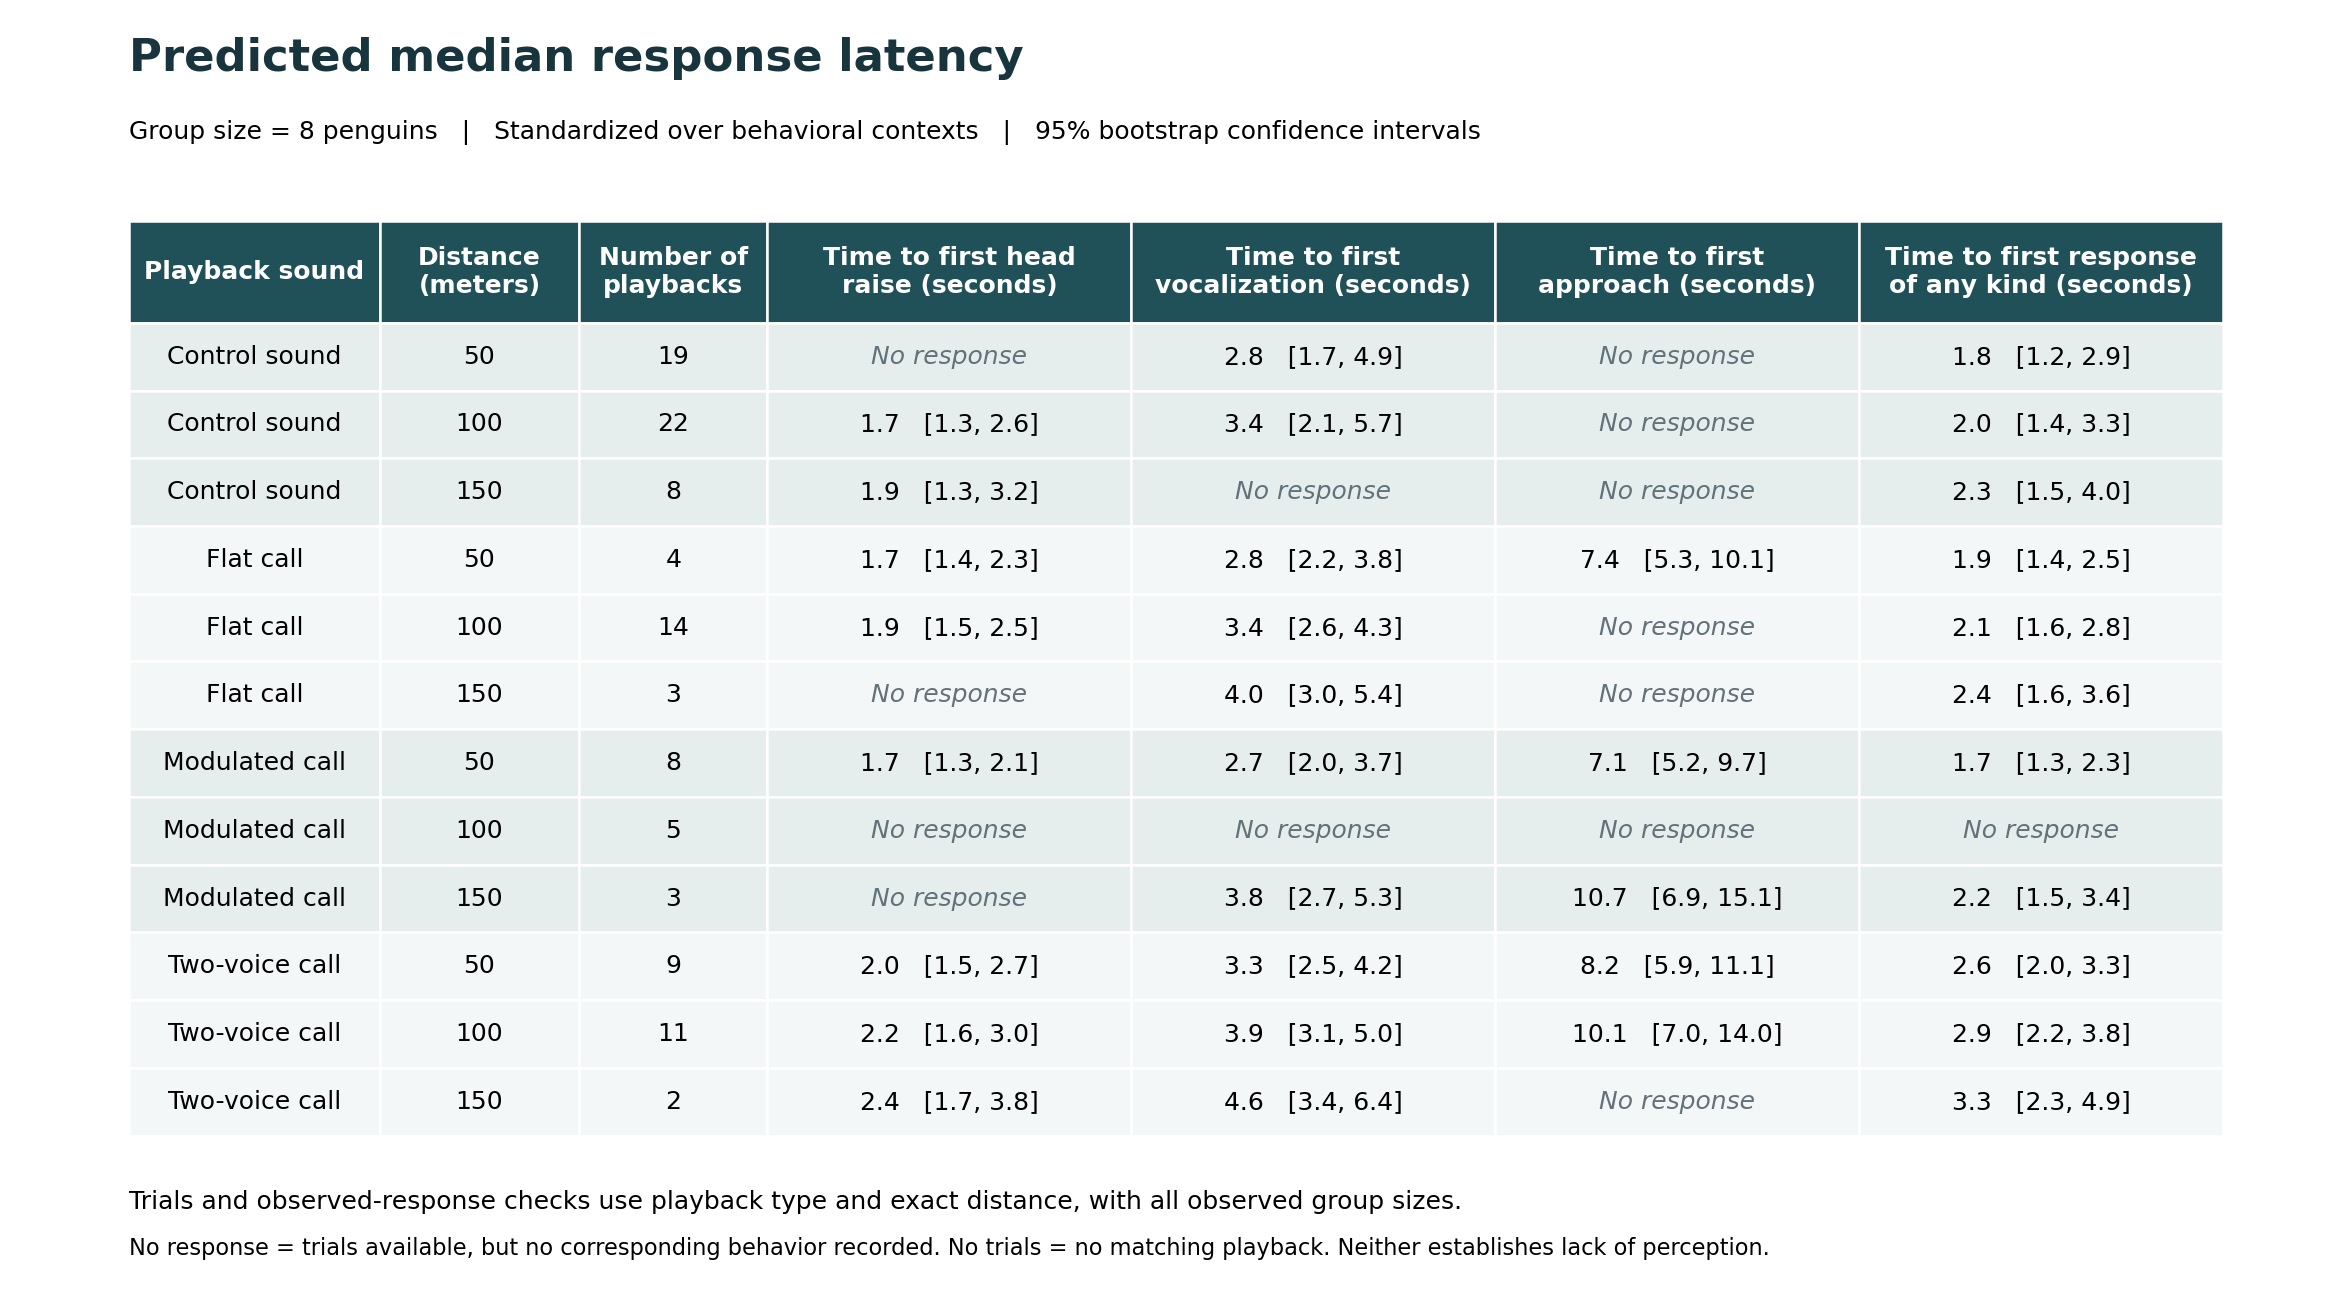 Predicted median response latency
Group size = 8 penguins | Standardized over behavioral contexts | 95% bootstrap confidence intervals
Playback sound | Distance (meters) | Number of playbacks | Time to first head raise (seconds) | Time to first vocalization (seconds) | Time to first approach (seconds) | Time to first response of any kind (seconds)
Control sound | 50 | 19 | No response | 2.8 [1.7, 4.9] | No response | 1.8 [1.2, 2.9]
Control sound | 100 | 22 | 1.7 [1.3, 2.6] | 3.4 [2.1, 5.7] | No response | 2.0 [1.4, 3.3]
Control sound | 150 | 8 | 1.9 [1.3, 3.2] | No response | No response | 2.3 [1.5, 4.0]
Flat call | 50 | 4 | 1.7 [1.4, 2.3] | 2.8 [2.2, 3.8] | 7.4 [5.3, 10.1] | 1.9 [1.4, 2.5]
Flat call | 100 | 14 | 1.9 [1.5, 2.5] | 3.4 [2.6, 4.3] | No response | 2.1 [1.6, 2.8]
Flat call | 150 | 3 | No response | 4.0 [3.0, 5.4] | No response | 2.4 [1.6, 3.6]
Modulated call | 50 | 8 | 1.7 [1.3, 2.1] | 2.7 [2.0, 3.7] | 7.1 [5.2, 9.7] | 1.7 [1.3, 2.3]
Modulated call | 100 | 5 | No response | No response | No response | No response
Modulated call | 150 | 3 | No response | 3.8 [2.7, 5.3] | 10.7 [6.9, 15.1] | 2.2 [1.5, 3.4]
Two-voice call | 50 | 9 | 2.0 [1.5, 2.7] | 3.3 [2.5, 4.2] | 8.2 [5.9, 11.1] | 2.6 [2.0, 3.3]
Two-voice call | 100 | 11 | 2.2 [1.6, 3.0] | 3.9 [3.1, 5.0] | 10.1 [7.0, 14.0] | 2.9 [2.2, 3.8]
Two-voice call | 150 | 2 | 2.4 [1.7, 3.8] | 4.6 [3.4, 6.4] | No response | 3.3 [2.3, 4.9]
Trials and observed-response checks use playback type and exact distance, with all observed group sizes.
No response = trials available, but no corresponding behavior recorded. No trials = no matching playback. Neither establishes lack of perception.